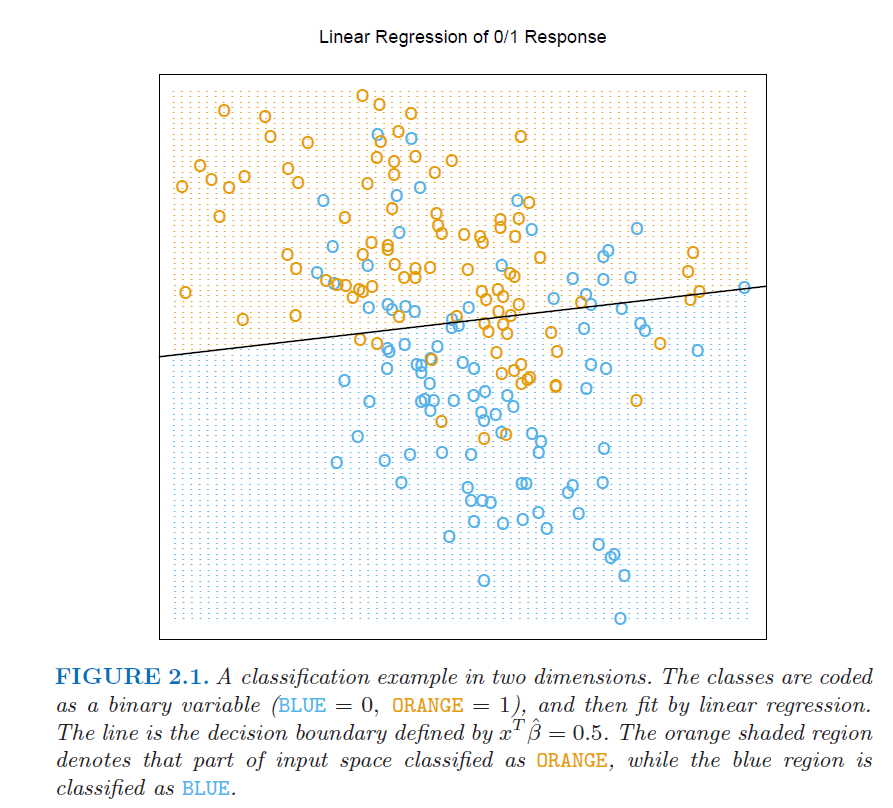 Linear Regression of 0/1 Response
FIGURE 2.1. A classification example in two dimensions. The classes are coded
as a binary variable (BLUE = 0, ORANGE = 1), and then fit by linear regression.
The line is the decision boundary defined by x^T β̂ = 0.5. The orange shaded region
denotes that part of input space classified as ORANGE, while the blue region is
classified as BLUE.